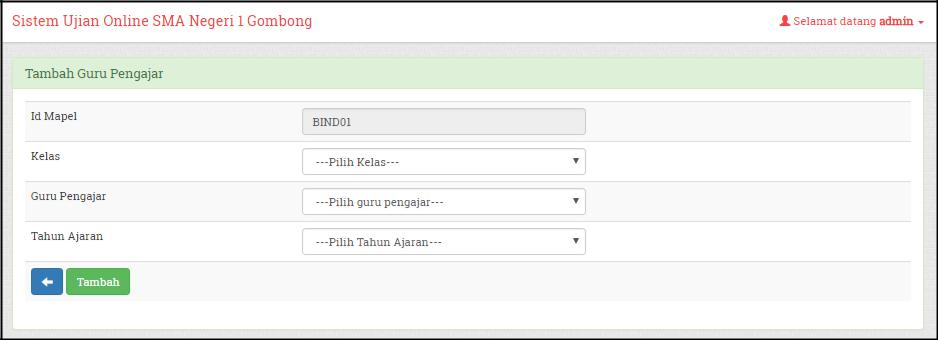 Sistem Ujian Online SMA Negeri 1 Gombong
Selamat datang admin
Tambah Guru Pengajar
Id Mapel
BIND01
Kelas
---Pilih Kelas---
Guru Pengajar
---Pilih guru pengajar---
Tahun Ajaran
---Pilih Tahun Ajaran---
Tambah